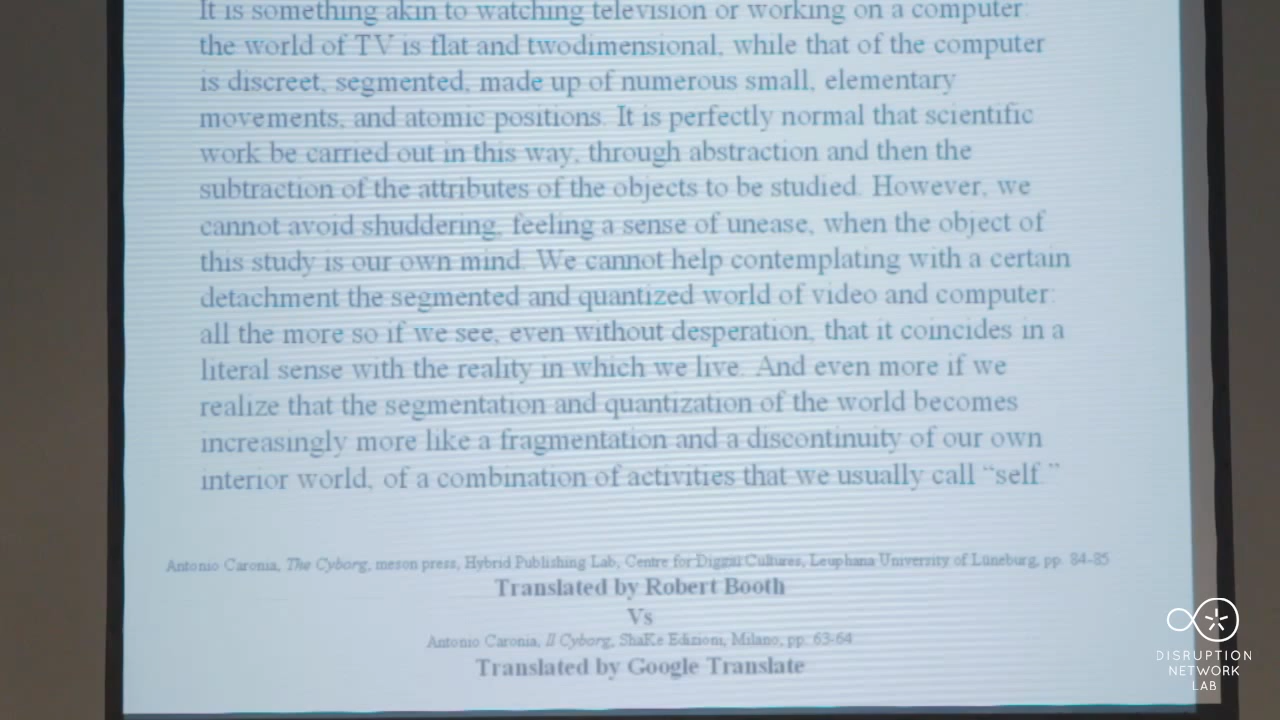 It is something akin to watching television or working on a computer:
the world of TV is flat and twodimensional, while that of the computer
is discreet, segmented, made up of numerous small, elementary
movements, and atomic positions. It is perfectly normal that scientific
work be carried out in this way, through abstraction and then the
subtraction of the attributes of the objects to be studied. However, we
cannot avoid shuddering, feeling a sense of unease, when the object of
this study is our own mind. We cannot help contemplating with a certain
detachment the segmented and quantized world of video and computer:
all the more so if we see, even without desperation, that it coincides in a
literal sense with the reality in which we live. And even more if we
realize that the segmentation and quantization of the world becomes
increasingly more like a fragmentation and a discontinuity of our own
interior world, of a combination of activities that we usually call “self.”
Antonio Caronia, The Cyborg, meson press, Hybrid Publishing Lab, Centre for Digital Cultures, Leuphana University of Lüneburg, pp. 84-85
Translated by Robert Booth
Vs
Antonio Caronia, Il Cyborg, ShaKe Edizioni, Milano, pp. 63-64
Translated by Google Translate
DISRUPTION
NETWORK
LAB